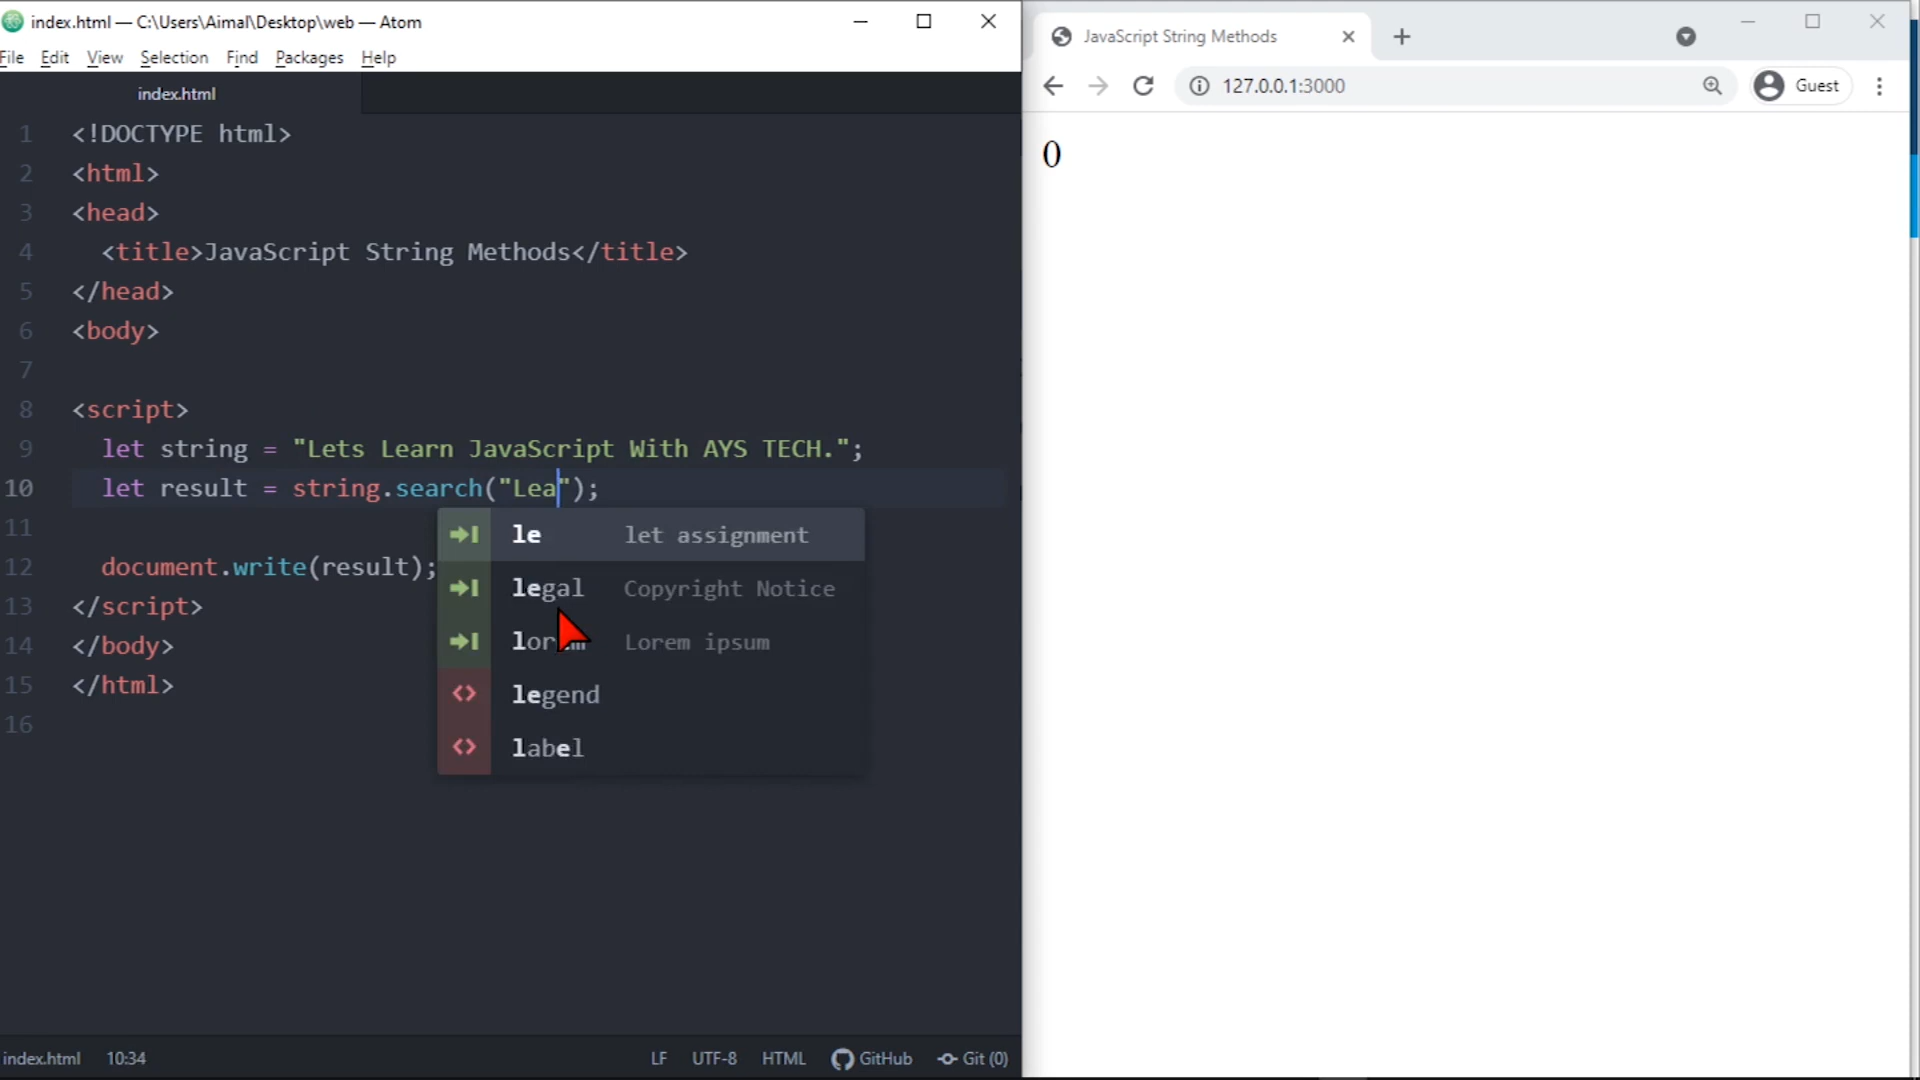 index.html — C:\Users\Aimal\Desktop\web — Atom
File Edit View Selection Find Packages Help
index.html
1 <!DOCTYPE html>
2 <html>
3 <head>
4 <title>JavaScript String Methods</title>
5 </head>
6 <body>
7
8 <script>
9 let string = "Lets Learn JavaScript With AYS TECH.";
10 let result = string.search("Lea");
11
12 document.write(result);
13 </script>
14 </body>
15 </html>
16
le let assignment
legal Copyright Notice
Lorem ipsum
legend
label
index.html 10:34 LF UTF-8 HTML GitHub Git (0)
JavaScript String Methods
127.0.0.1:3000 Guest
0